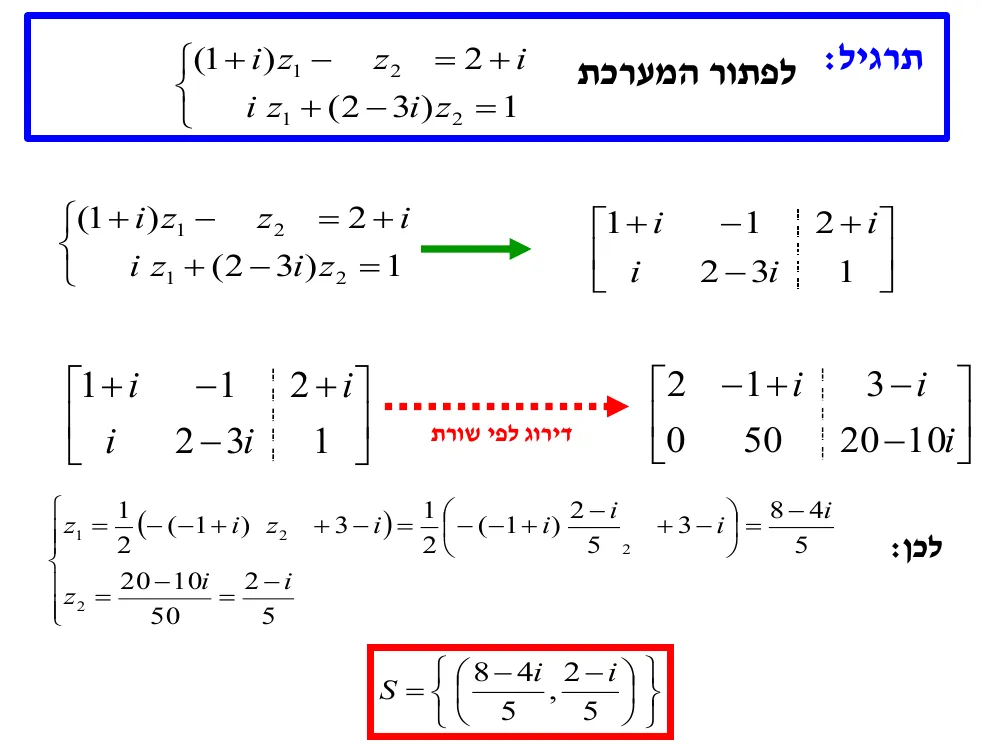 תרגיל: לפתור המערכת
(1+i)z₁ − z₂ = 2+i
i z₁ + (2−3i)z₂ = 1
(1+i)z₁ − z₂ = 2+i
i z₁ + (2−3i)z₂ = 1
1+i −1 2+i
i 2−3i 1
1+i −1 2+i
i 2−3i 1
דירוג לפי שורת
2 −1+i 3−i
0 50 20−10i
לכן:
z₁ = 1/2 (−(−1+i) z₂ +3−i) = 1/2 (−(−1+i) (2−i)/5 ₂ +3−i) = (8−4i)/5
z₂ = (20−10i)/50 = (2−i)/5
S = { ( (8−4i)/5 , (2−i)/5 ) }